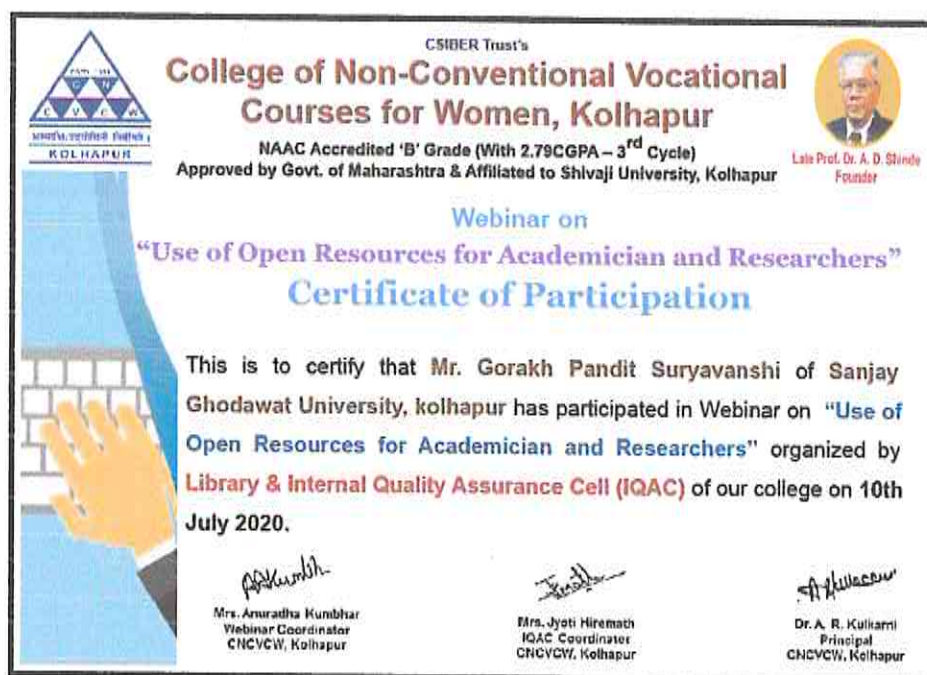 CSIBER Trust's
College of Non-Conventional Vocational
Courses for Women, Kolhapur
NAAC Accredited 'B' Grade (With 2.79CGPA – 3rd Cycle)
Approved by Govt. of Maharashtra & Affiliated to Shivaji University, Kolhapur
C N
C V C W
KOLHAPUR
Late Prof. Dr. A. D. Shinde
Founder
Webinar on
“Use of Open Resources for Academician and Researchers”
Certificate of Participation
This is to certify that Mr. Gorakh Pandit Suryavanshi of Sanjay
Ghodawat University, kolhapur has participated in Webinar on “Use of
Open Resources for Academician and Researchers” organized by
Library & Internal Quality Assurance Cell (IQAC) of our college on 10th
July 2020.
Mrs. Anuradha Kumbhar
Webinar Coordinator
CNCVCW, Kolhapur
Mrs. Jyoti Hiremath
IQAC Coordinator
CNCVCW, Kolhapur
Dr. A. R. Kulkarni
Principal
CNCVCW, Kolhapur